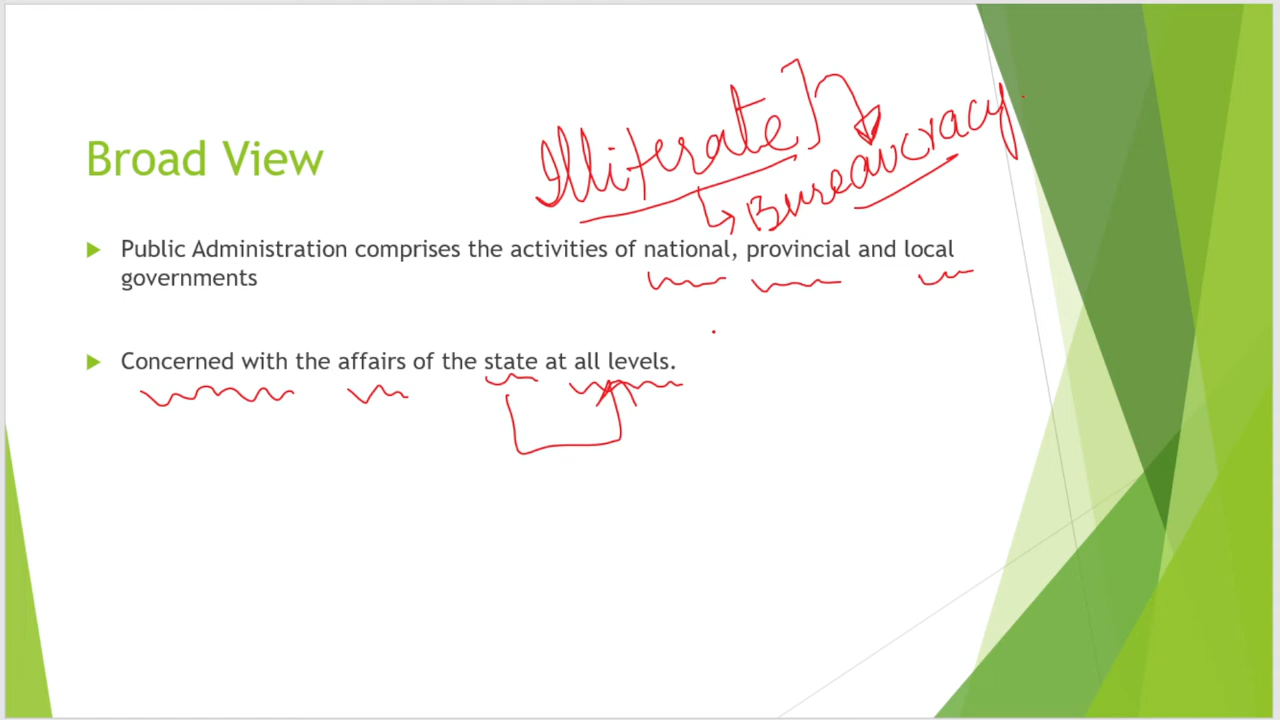 Illiterate]
Bureaucracy
Broad View
Public Administration comprises the activities of national, provincial and local
governments
Concerned with the affairs of the state at all levels.